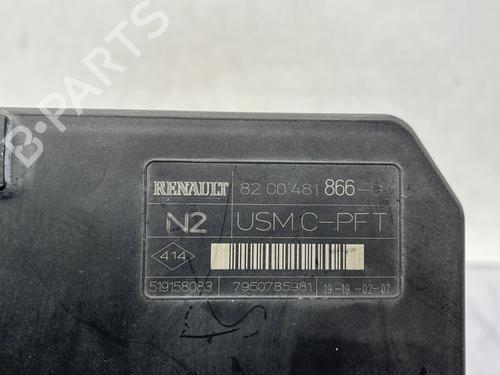 B-PARTS
RENAULT 82 00 481 866-G
N2 USM C-PFT
414
519158083 7950785981 19-19-02-07